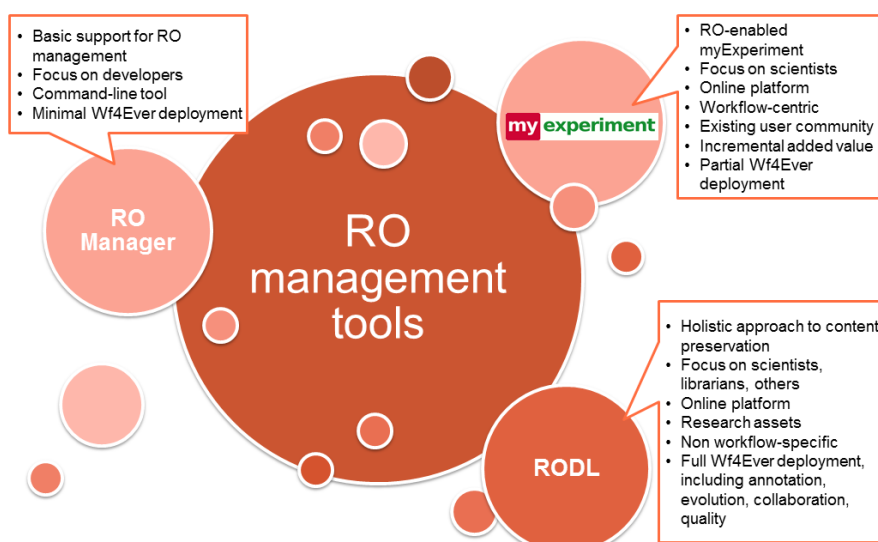 • Basic support for RO
management
• Focus on developers
• Command-line tool
• Minimal Wf4Ever deployment
RO
Manager
RO
management
tools
my experiment
• RO-enabled
myExperiment
• Focus on scientists
• Online platform
• Workflow-centric
• Existing user community
• Incremental added value
• Partial Wf4Ever
deployment
RODL
• Holistic approach to content
preservation
• Focus on scientists,
librarians, others
• Online platform
• Research assets
• Non workflow-specific
• Full Wf4Ever deployment,
including annotation,
evolution, collaboration,
quality